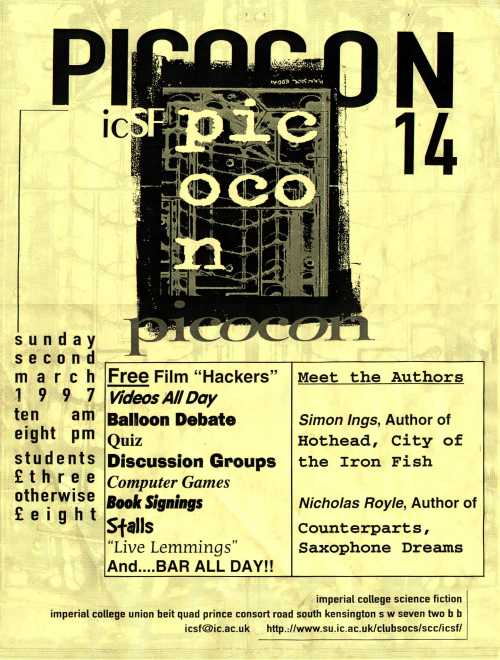 PICOCON
14
icSF
pic
oco
n
picocon
sunday
second
march
1997
ten am
eight pm
students
£three
otherwise
£eight
Free Film “Hackers”
Videos All Day
Balloon Debate
Quiz
Discussion Groups
Computer Games
Book Signings
Stalls
“Live Lemmings”
And....BAR ALL DAY!!
Meet the Authors
Simon Ings, Author of
Hothead, City of
the Iron Fish
Nicholas Royle, Author of
Counterparts,
Saxophone Dreams
imperial college science fiction
imperial college union beit quad prince consort road south kensington s w seven two b b
icsf@ic.ac.uk http.://www.su.ic.ac.uk/clubsocs/scc/icsf/